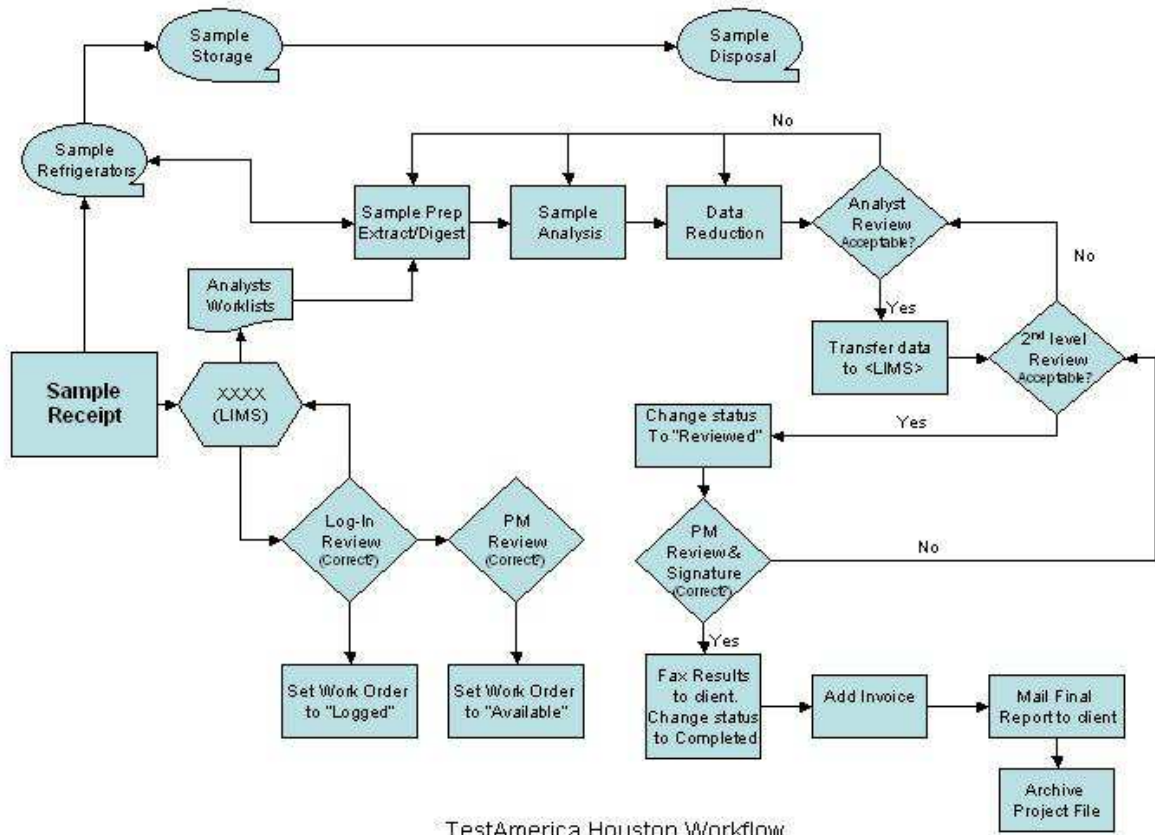 Sample
Storage
Sample
Disposal
No
Sample
Refrigerators
Sample Prep
Extract/Digest
Sample
Analysis
Data
Reduction
Analyst
Review
Acceptable?
No
Analysts
Worklists
Yes
Transfer data
to <LIMS>
2nd level
Review
Acceptable?
Sample
Receipt
XXXX
(LIMS)
Change status
To "Reviewed"
Yes
Log-In
Review
(Correct?)
PM
Review
(Correct?)
PM
Review &
Signature
(Correct?)
No
Yes
Set Work Order
to "Logged"
Set Work Order
to "Available"
Fax Results
to client.
Change status
to Completed
Add Invoice
Mail Final
Report to client
Archive
Project File
TestAmerica Houston Workflow